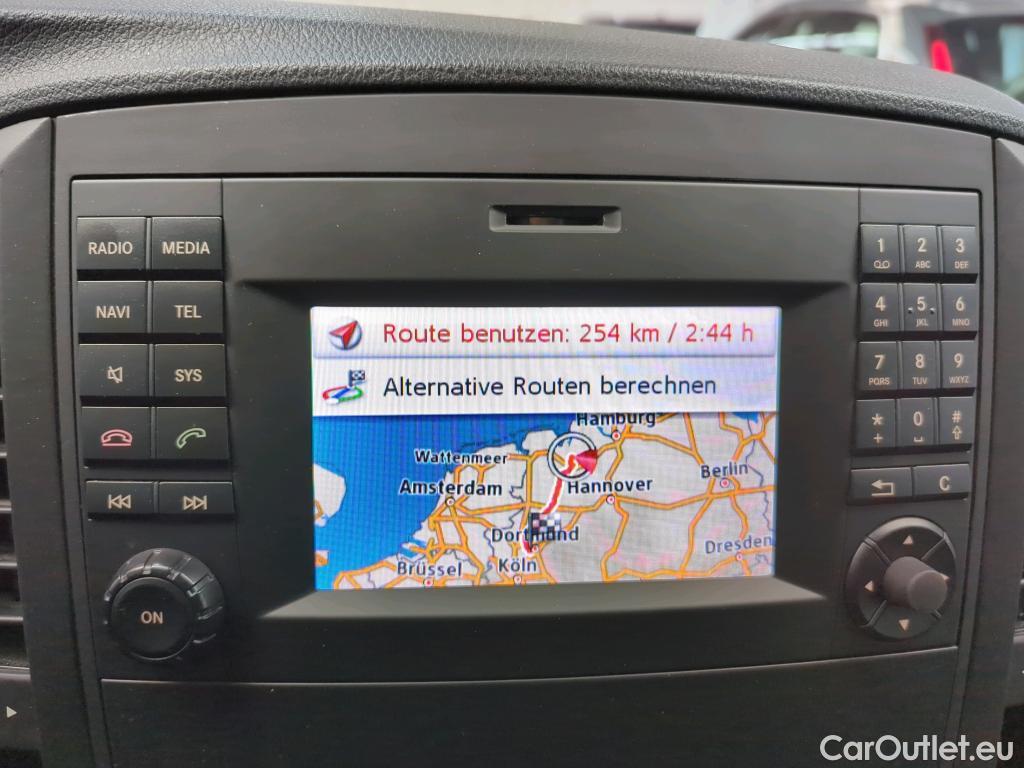 RADIO MEDIA
NAVI TEL
SYS
ON
Route benutzen: 254 km / 2:44 h
Alternative Routen berechnen
Hamburg
Wattenmeer
Berlin
Amsterdam
Hannover
Dortmund
Dresden
Brüssel
Köln
1 2 3
ABC DEF
4 5 6
GHI JKL MNO
7 8 9
PQRS TUV WXYZ
* 0 #
+
C
CarOutlet.eu